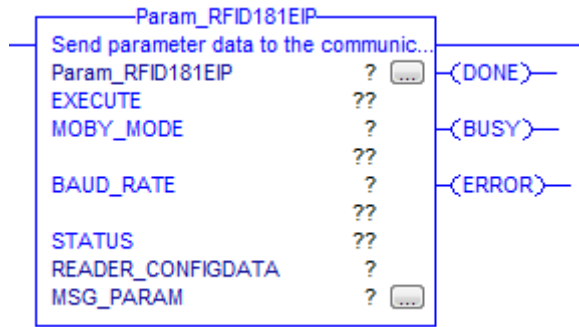 Param_RFID181EIP
Send parameter data to the communic...
Param_RFID181EIP ? ... (DONE)
EXECUTE ??
MOBY_MODE ? (BUSY)
??
BAUD_RATE ? (ERROR)
??
STATUS ??
READER_CONFIGDATA ?
MSG_PARAM ? ...